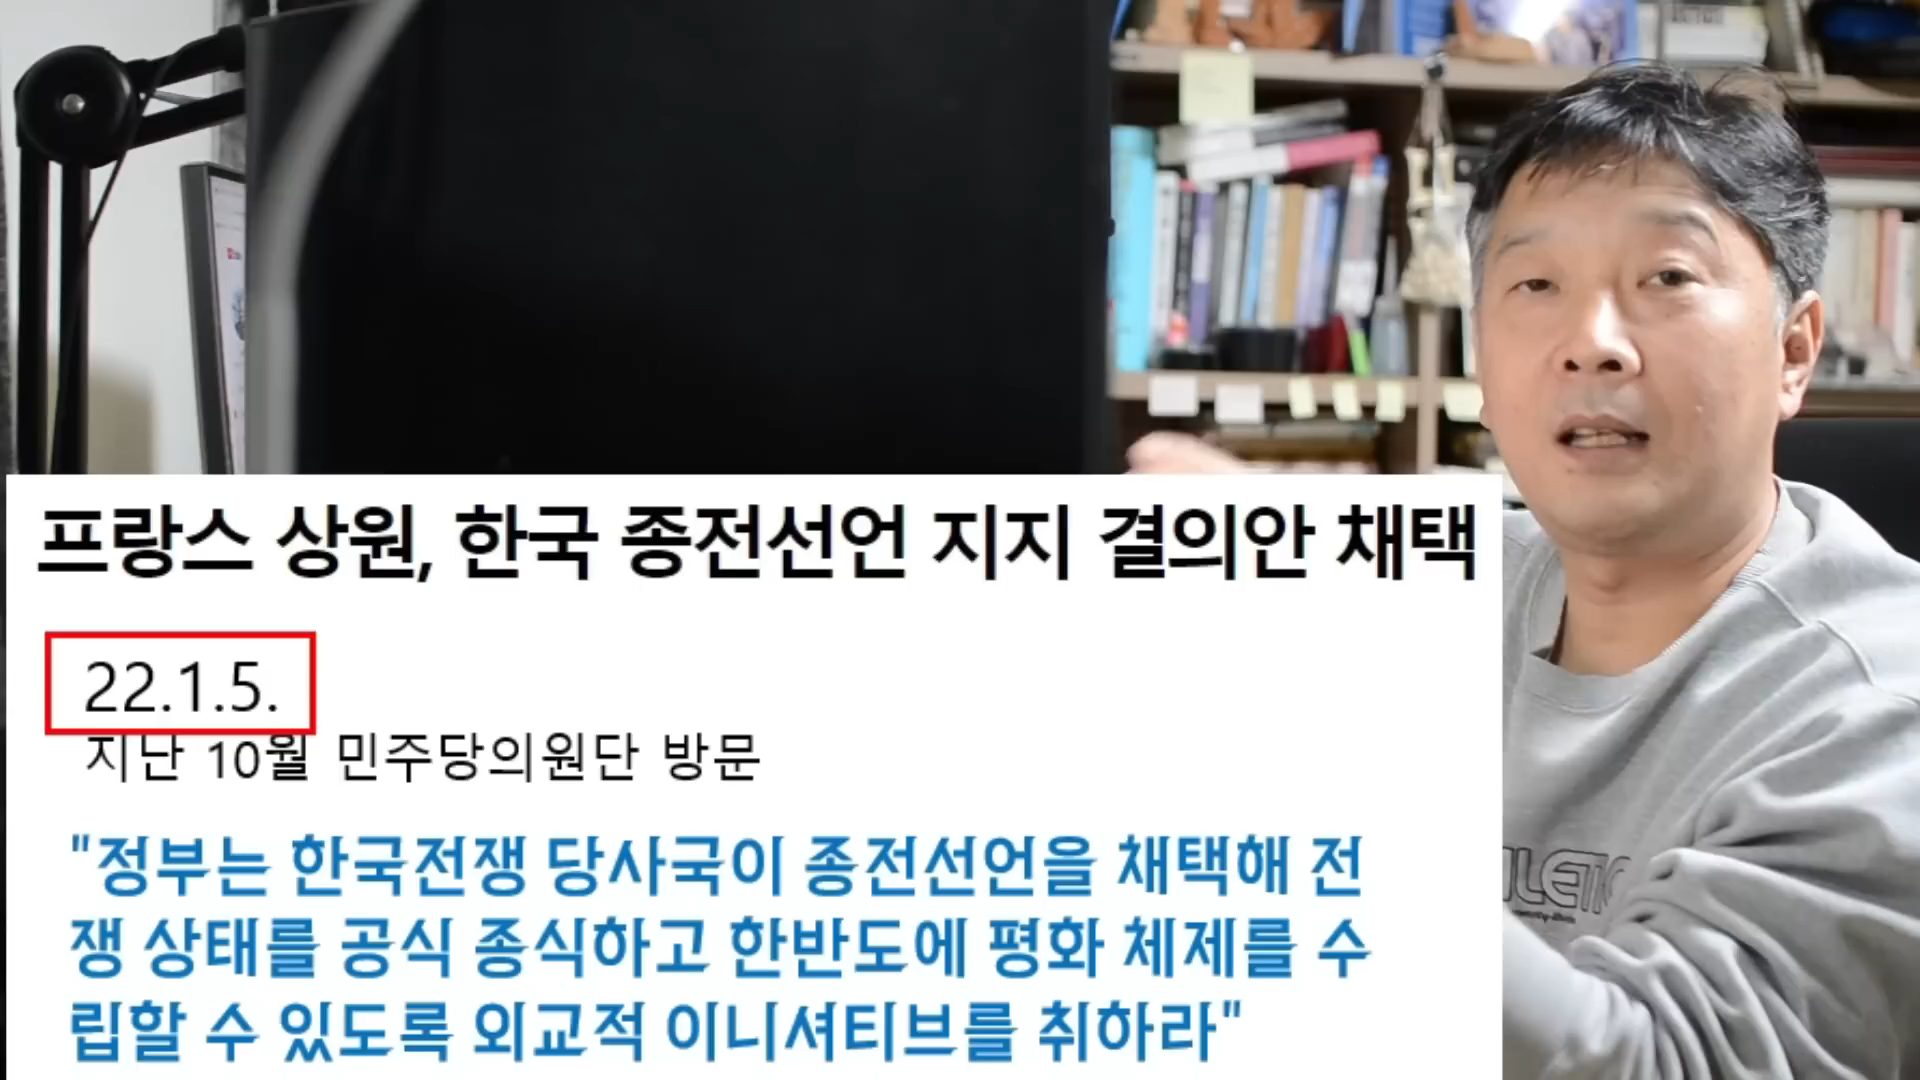 프랑스 상원, 한국 종전선언 지지 결의안 채택
22.1.5.
지난 10월 민주당의원단 방문
"정부는 한국전쟁 당사국이 종전선언을 채택해 전
쟁 상태를 공식 종식하고 한반도에 평화 체제를 수
립할 수 있도록 외교적 이니셔티브를 취하라"